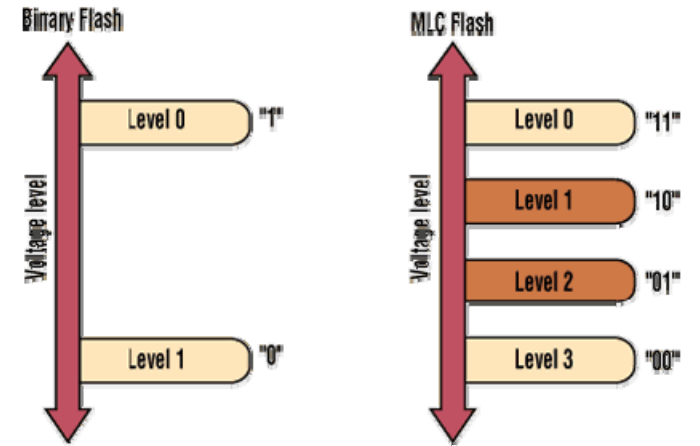 Binary Flash
Voltage level
Level 0 "1"
Level 1 "0"
MLC Flash
Voltage level
Level 0 "11"
Level 1 "10"
Level 2 "01"
Level 3 "00"